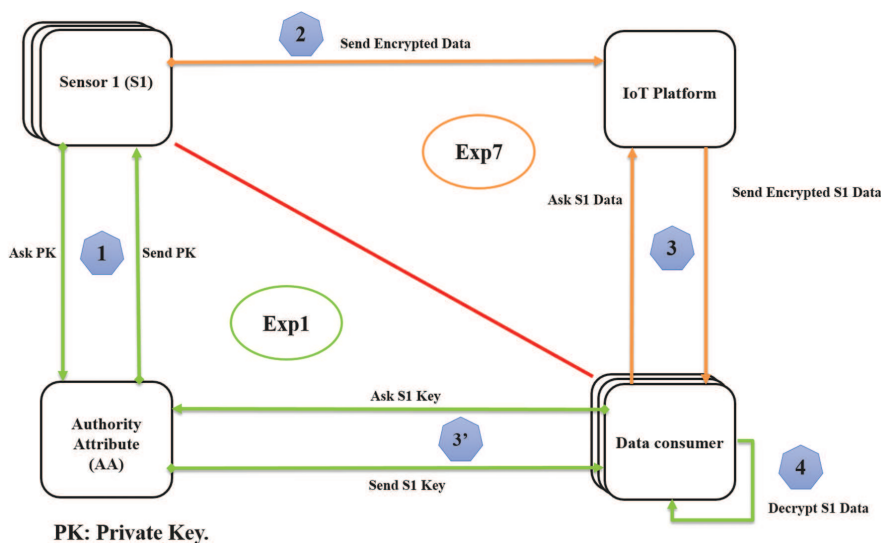 2
Send Encrypted Data
Sensor 1 (S1)
IoT Platform
Exp7
Ask S1 Data
Send Encrypted S1 Data
Ask PK
1
Send PK
3
Exp1
Ask S1 Key
Authority
Attribute
(AA)
3’
Data consumer
4
Send S1 Key
Decrypt S1 Data
PK: Private Key.